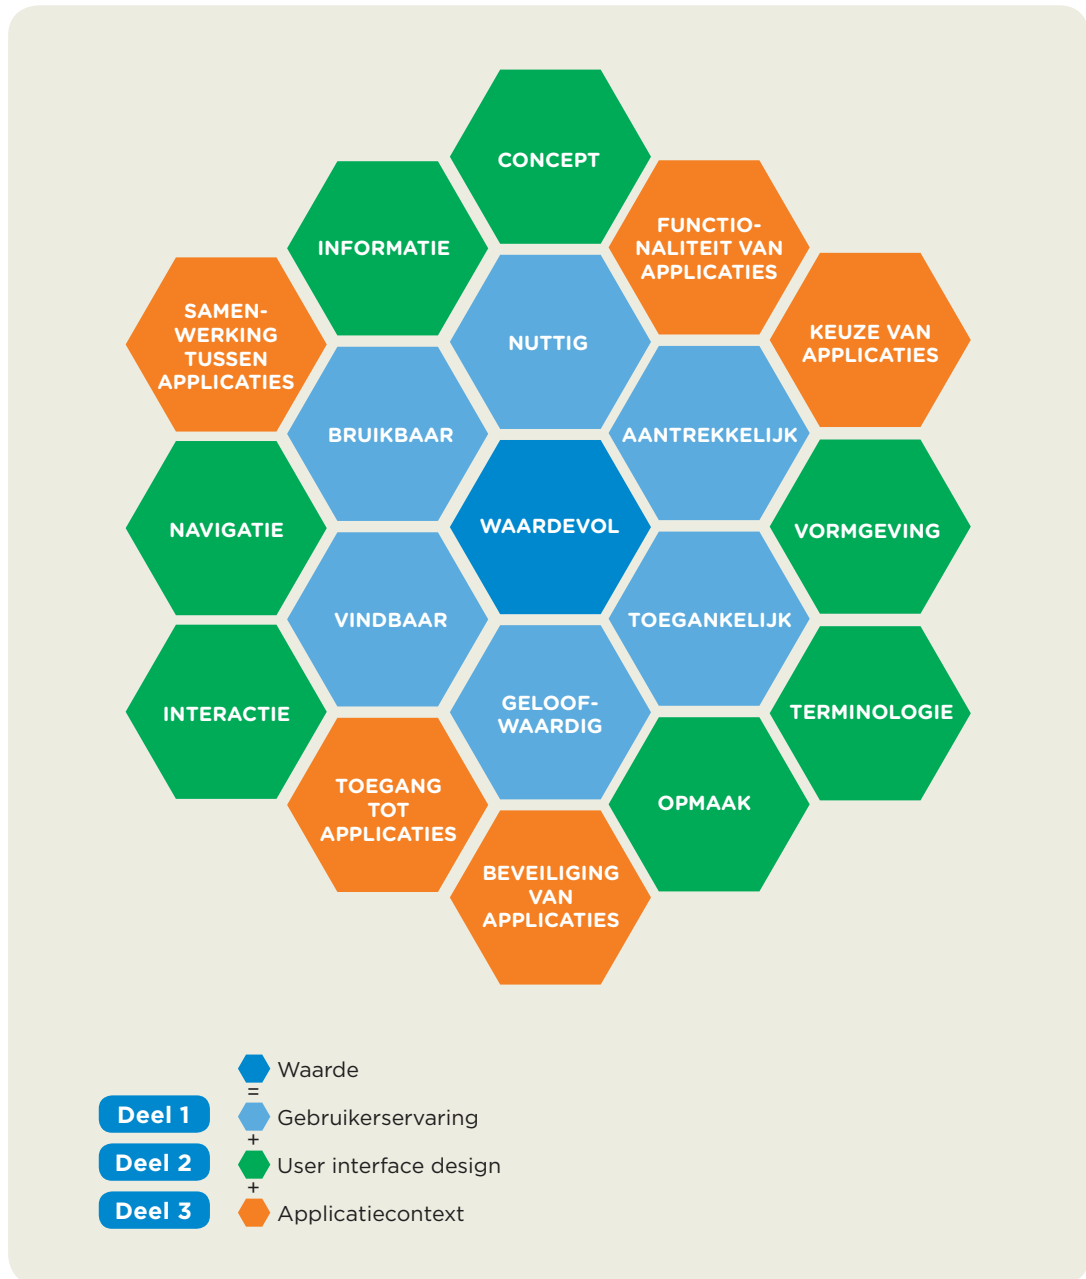 CONCEPT
INFORMATIE
FUNCTIO-
NALITEIT VAN
APPLICATIES
SAMEN-
WERKING
TUSSEN
APPLICATIES
NUTTIG
KEUZE VAN
APPLICATIES
BRUIKBAAR
AANTREKKELIJK
NAVIGATIE
WAARDEVOL
VORMGEVING
VINDBAAR
TOEGANKELIJK
INTERACTIE
GELOOF-
WAARDIG
TERMINOLOGIE
TOEGANG
TOT
APPLICATIES
OPMAAK
BEVEILIGING
VAN
APPLICATIES
Waarde
=
Deel 1 Gebruikerservaring
+
Deel 2 User interface design
+
Deel 3 Applicatiecontext